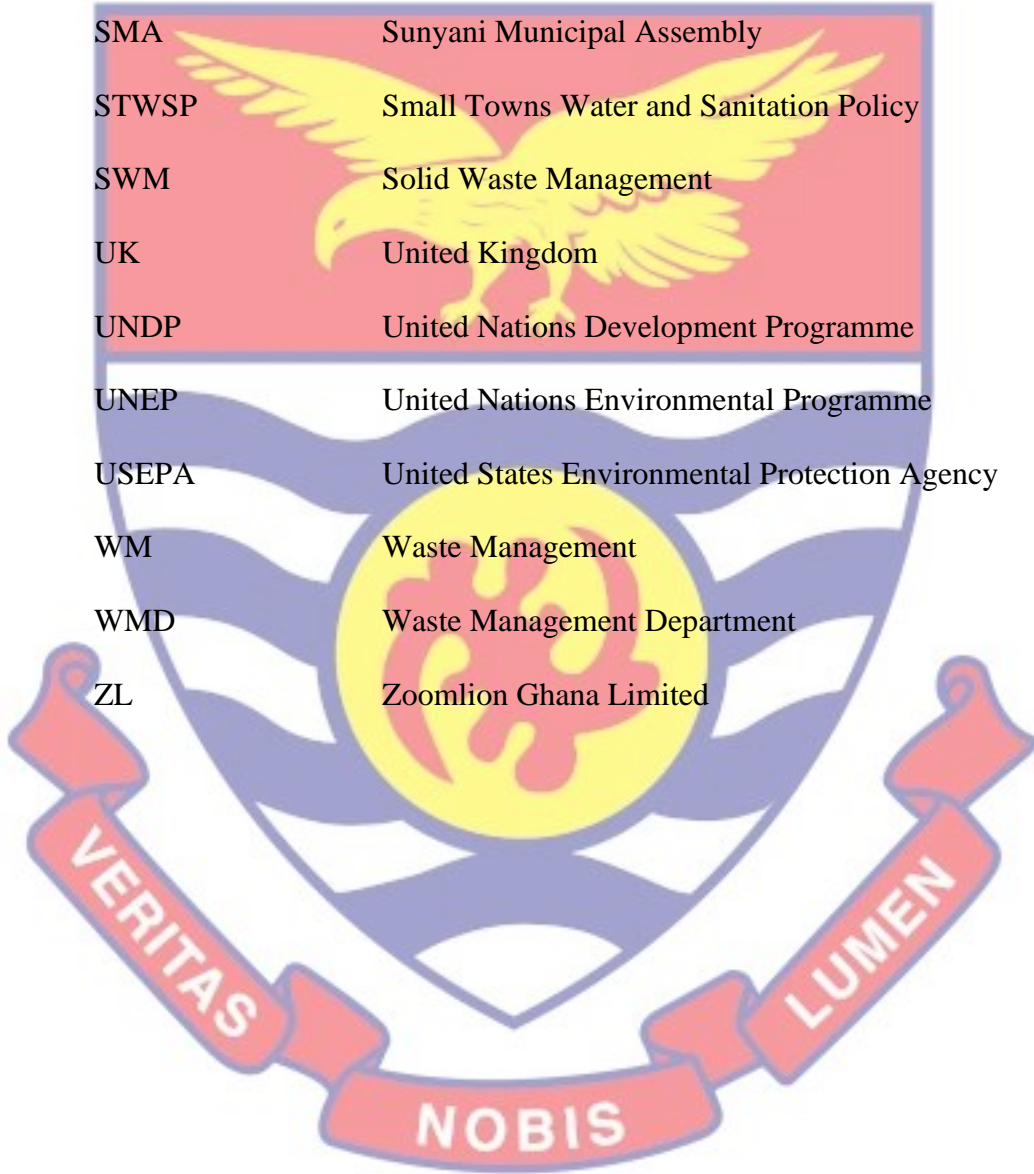 SMA Sunyani Municipal Assembly
STWSP Small Towns Water and Sanitation Policy
SWM Solid Waste Management
UK United Kingdom
UNDP United Nations Development Programme
UNEP United Nations Environmental Programme
USEPA United States Environmental Protection Agency
WM Waste Management
WMD Waste Management Department
ZL Zoomlion Ghana Limited
VERITAS
NOBIS
LUMEN